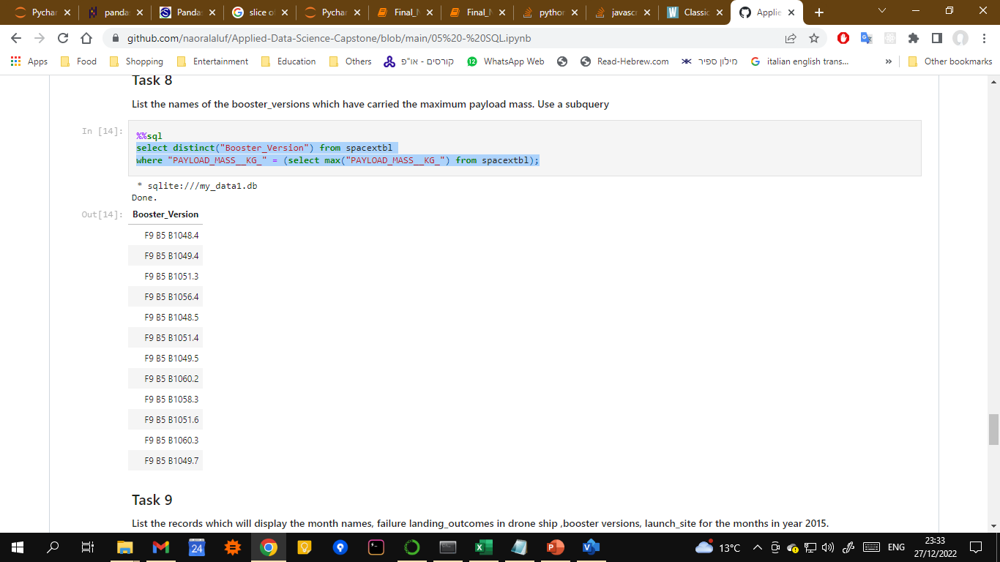 Pychar
panda:
Panda:
slice o
Pychar
Final_N
Final_N
python
javascr
Classic
Applie
github.com/naoralaluf/Applied-Data-Science-Capstone/blob/main/05%20-%20SQL.ipynb
Apps
Food
Shopping
Entertainment
Education
Others
קורסים - או"פ
12
WhatsApp Web
Read-Hebrew.com
מילון ספיר
italian english trans...
»
Other bookmarks
Task 8
List the names of the booster_versions which have carried the maximum payload mass. Use a subquery
In [14]:
%%sql
select distinct("Booster_Version") from spacextbl
where "PAYLOAD_MASS__KG_" = (select max("PAYLOAD_MASS__KG_") from spacextbl);
* sqlite:///my_data1.db
Done.
Out[14]:
Booster_Version
F9 B5 B1048.4
F9 B5 B1049.4
F9 B5 B1051.3
F9 B5 B1056.4
F9 B5 B1048.5
F9 B5 B1051.4
F9 B5 B1049.5
F9 B5 B1060.2
F9 B5 B1058.3
F9 B5 B1051.6
F9 B5 B1060.3
F9 B5 B1049.7
Task 9
List the records which will display the month names, failure landing_outcomes in drone ship ,booster versions, launch_site for the months in year 2015.
24
13°C
ENG
23:33
27/12/2022